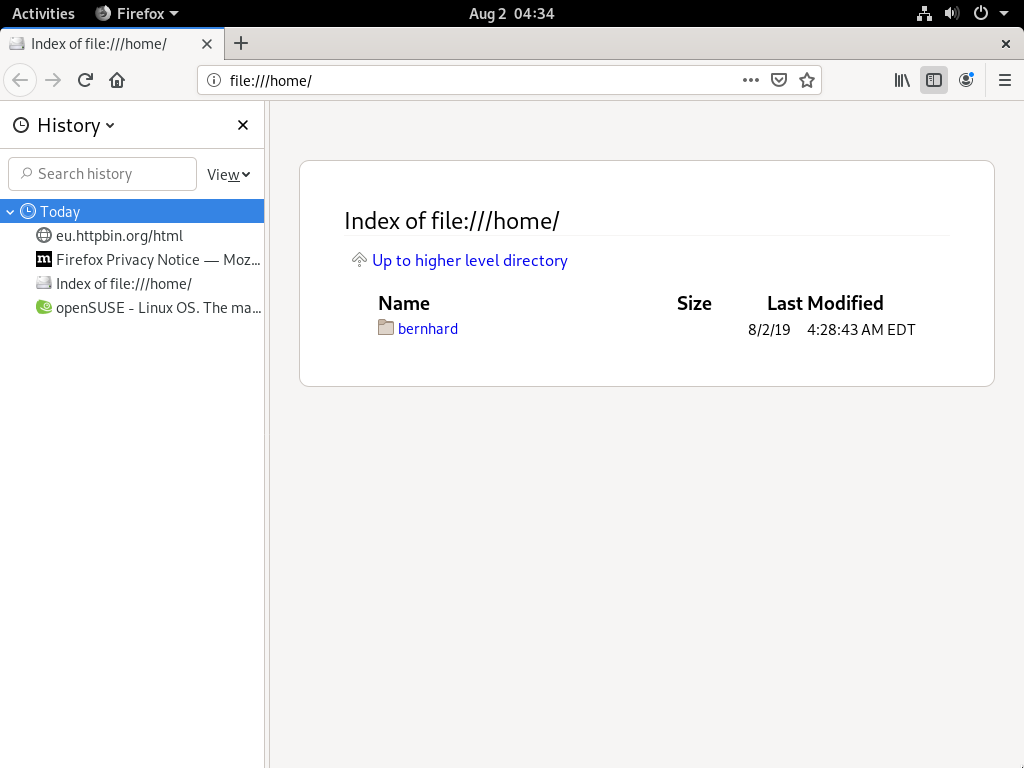 Activities Firefox Aug 2 04:34
Index of file:///home/
file:///home/
History
Search history View
Today
eu.httpbin.org/html
Firefox Privacy Notice — Moz...
Index of file:///home/
openSUSE - Linux OS. The ma...
Index of file:///home/
Up to higher level directory
Name Size Last Modified
bernhard 8/2/19 4:28:43 AM EDT